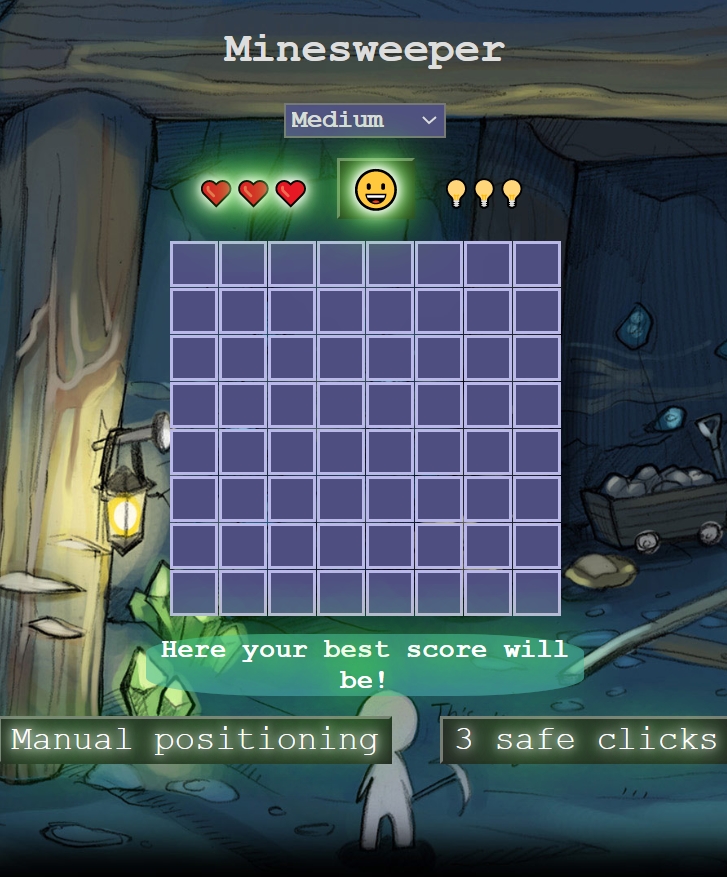 Minesweeper
Medium
Here your best score will
be!
Manual positioning
3 safe clicks